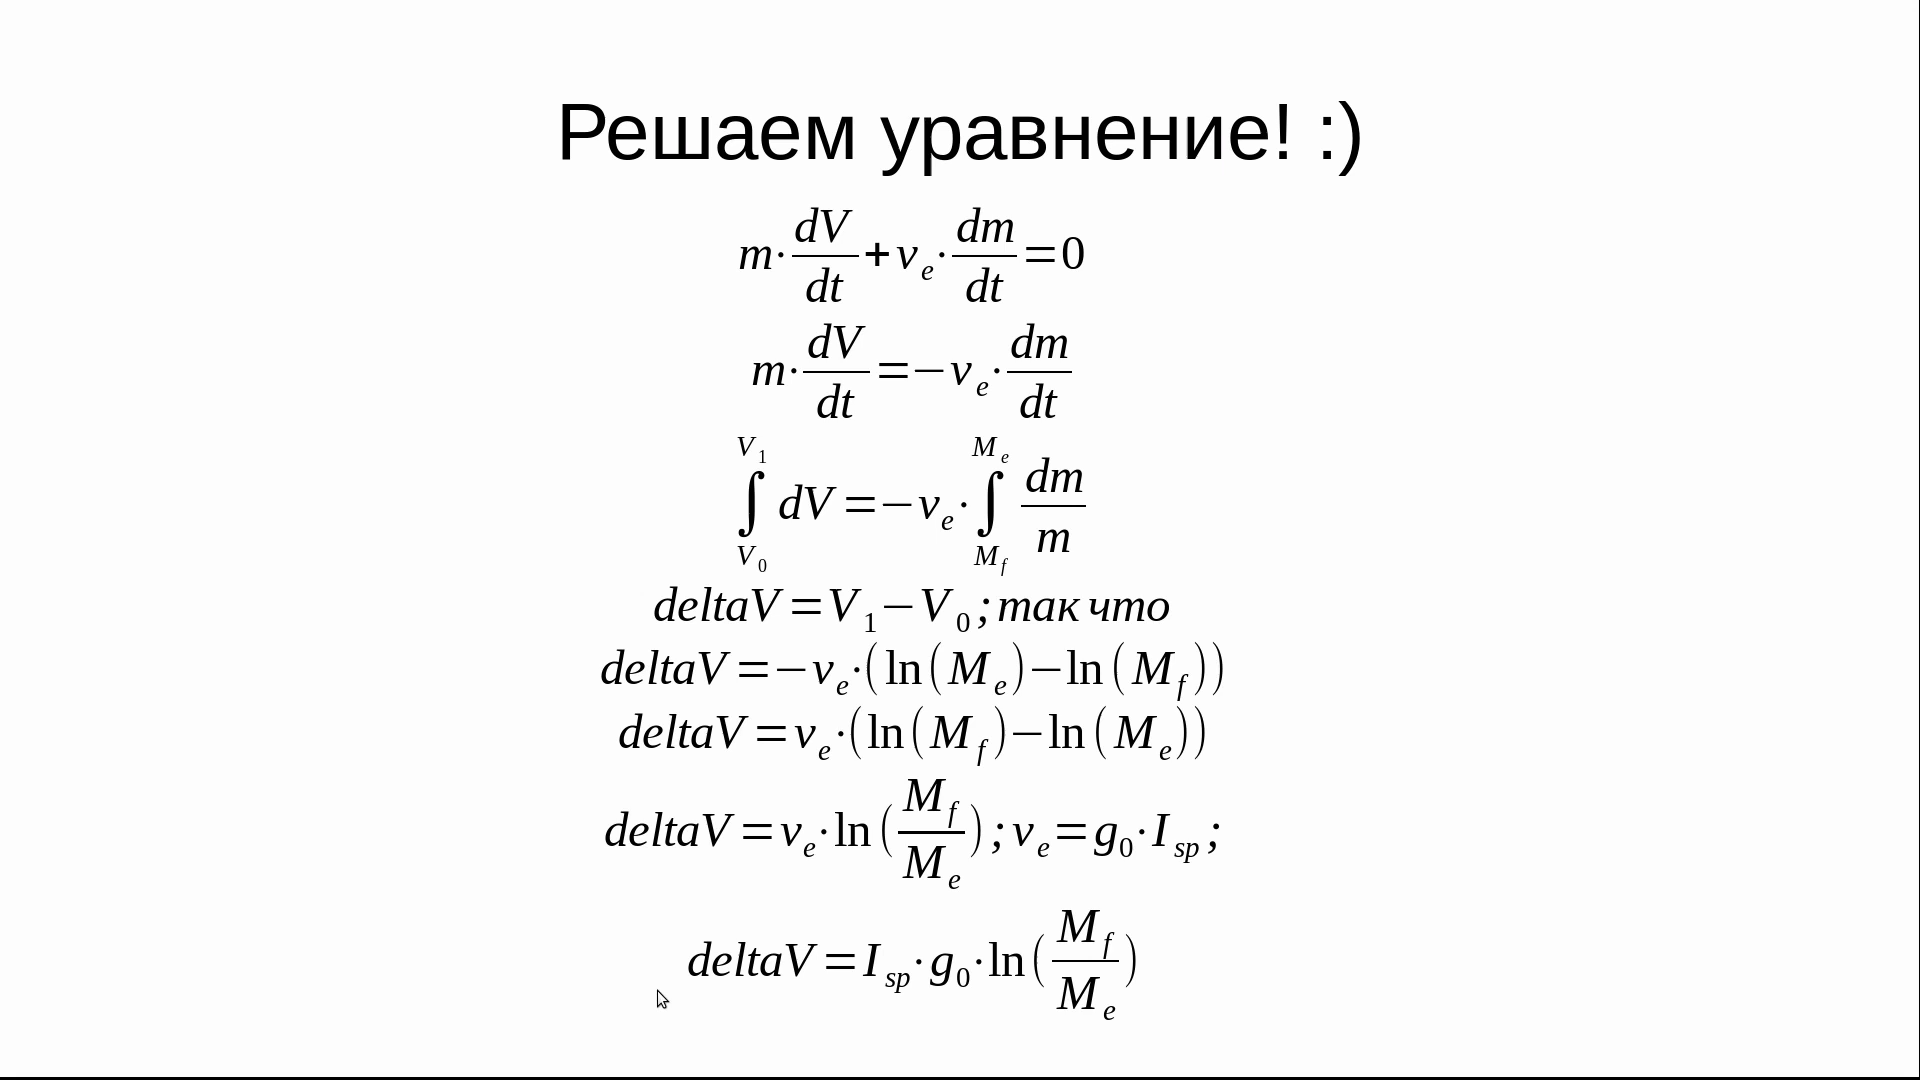 Решаем уравнение! :)
m·dV/dt+v_e·dm/dt=0
m·dV/dt=−v_e·dm/dt
∫_{V_0}^{V_1} dV=−v_e·∫_{M_f}^{M_e} dm/m
deltaV=V_1−V_0; так что
deltaV=−v_e·(ln(M_e)−ln(M_f))
deltaV=v_e·(ln(M_f)−ln(M_e))
deltaV=v_e·ln(M_f/M_e); v_e=g_0·I_sp;
deltaV=I_sp·g_0·ln(M_f/M_e)